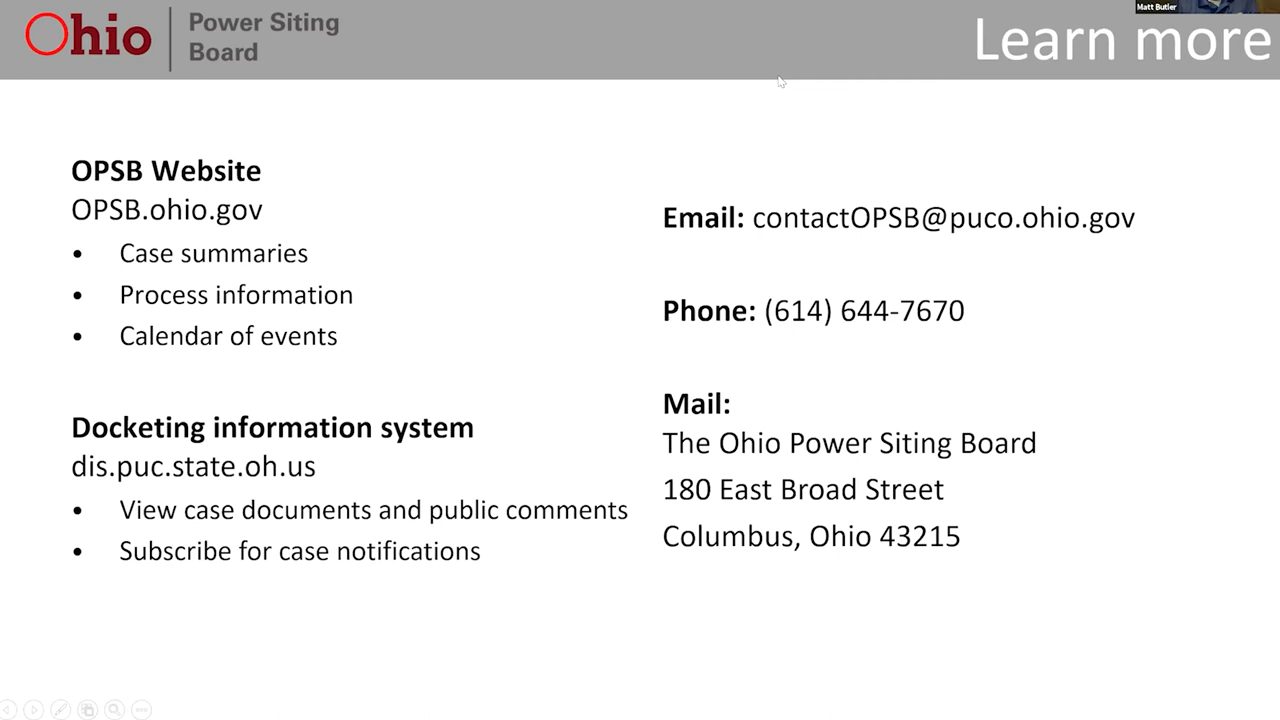 Ohio
Power Siting
Board
Learn more
Matt Butler
OPSB Website
OPSB.ohio.gov
• Case summaries
• Process information
• Calendar of events
Docketing information system
dis.puc.state.oh.us
• View case documents and public comments
• Subscribe for case notifications
Email: contactOPSB@puco.ohio.gov
Phone: (614) 644-7670
Mail:
The Ohio Power Siting Board
180 East Broad Street
Columbus, Ohio 43215